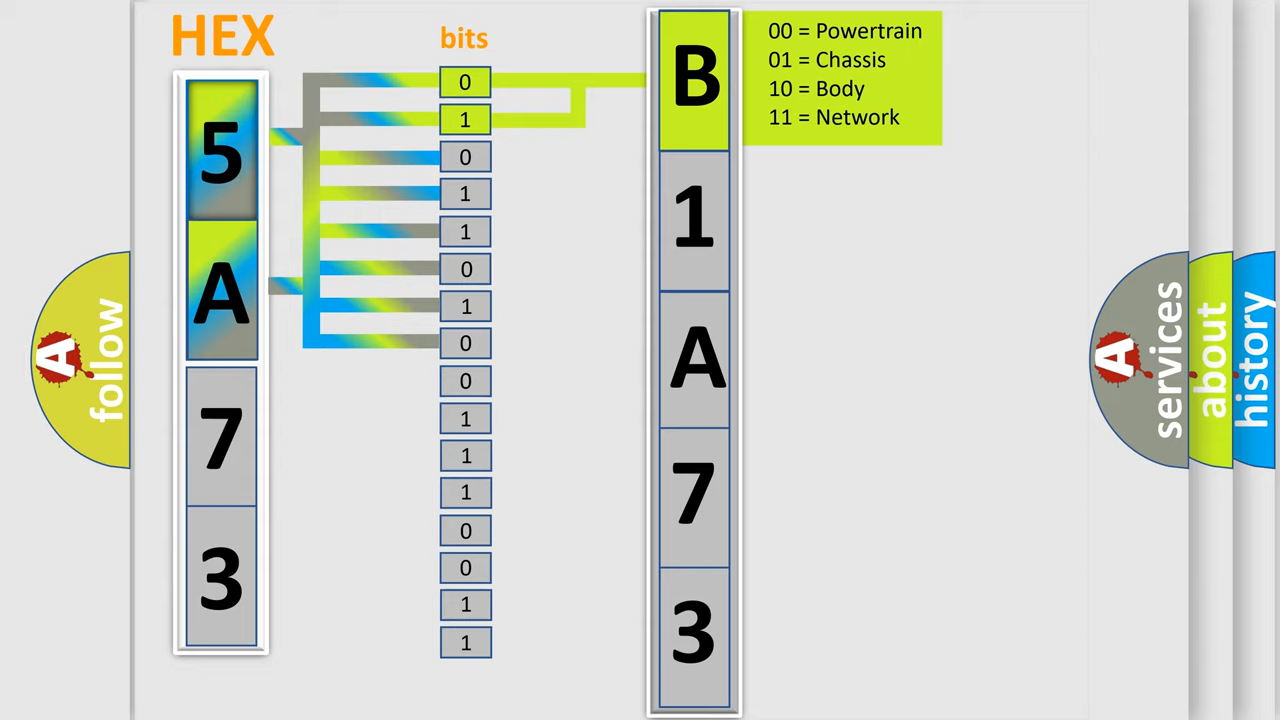 HEX
bits
5
A
7
3
0
1
0
1
1
0
1
0
0
1
1
1
0
0
1
1
B
1
A
7
3
00 = Powertrain
01 = Chassis
10 = Body
11 = Network
A
follow
A
services
about
history